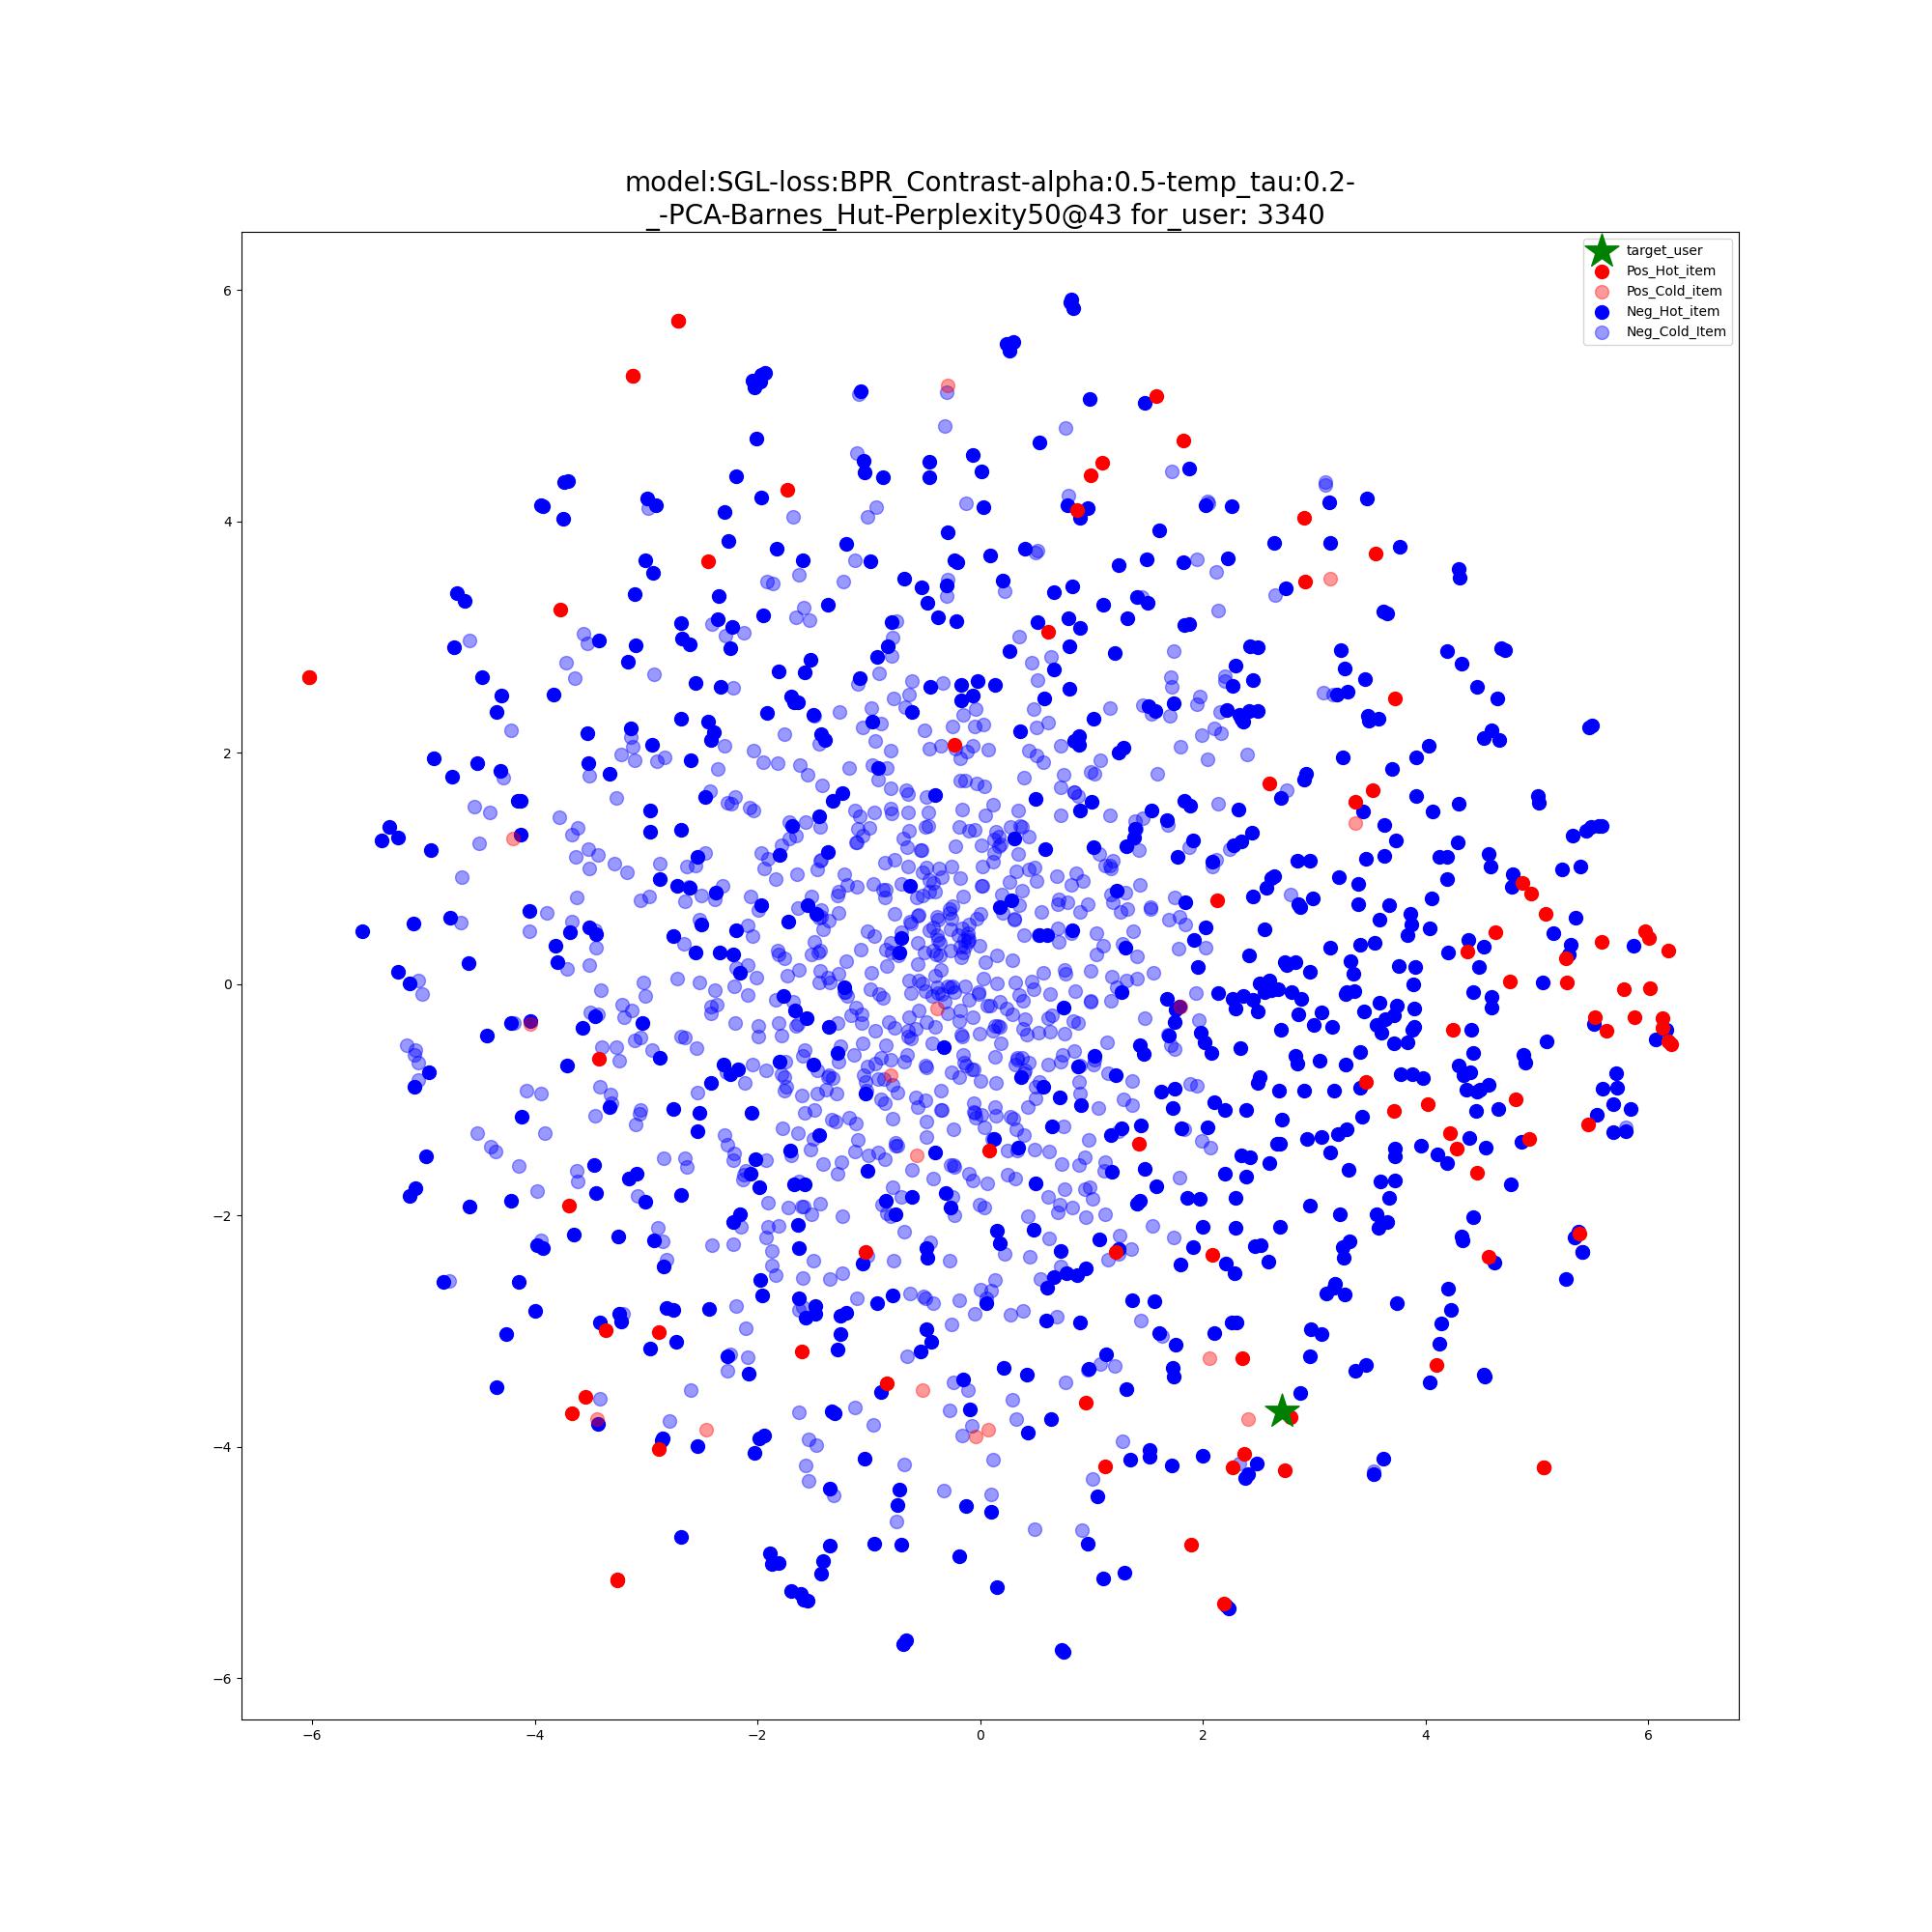 model:SGL-loss:BPR_Contrast-alpha:0.5-temp_tau:0.2-
_-PCA-Barnes_Hut-Perplexity50@43 for_user: 3340
target_user
Pos_Hot_item
Pos_Cold_item
Neg_Hot_item
Neg_Cold_Item
6
4
2
0
−2
−4
−6
−6 −4 −2 0 2 4 6